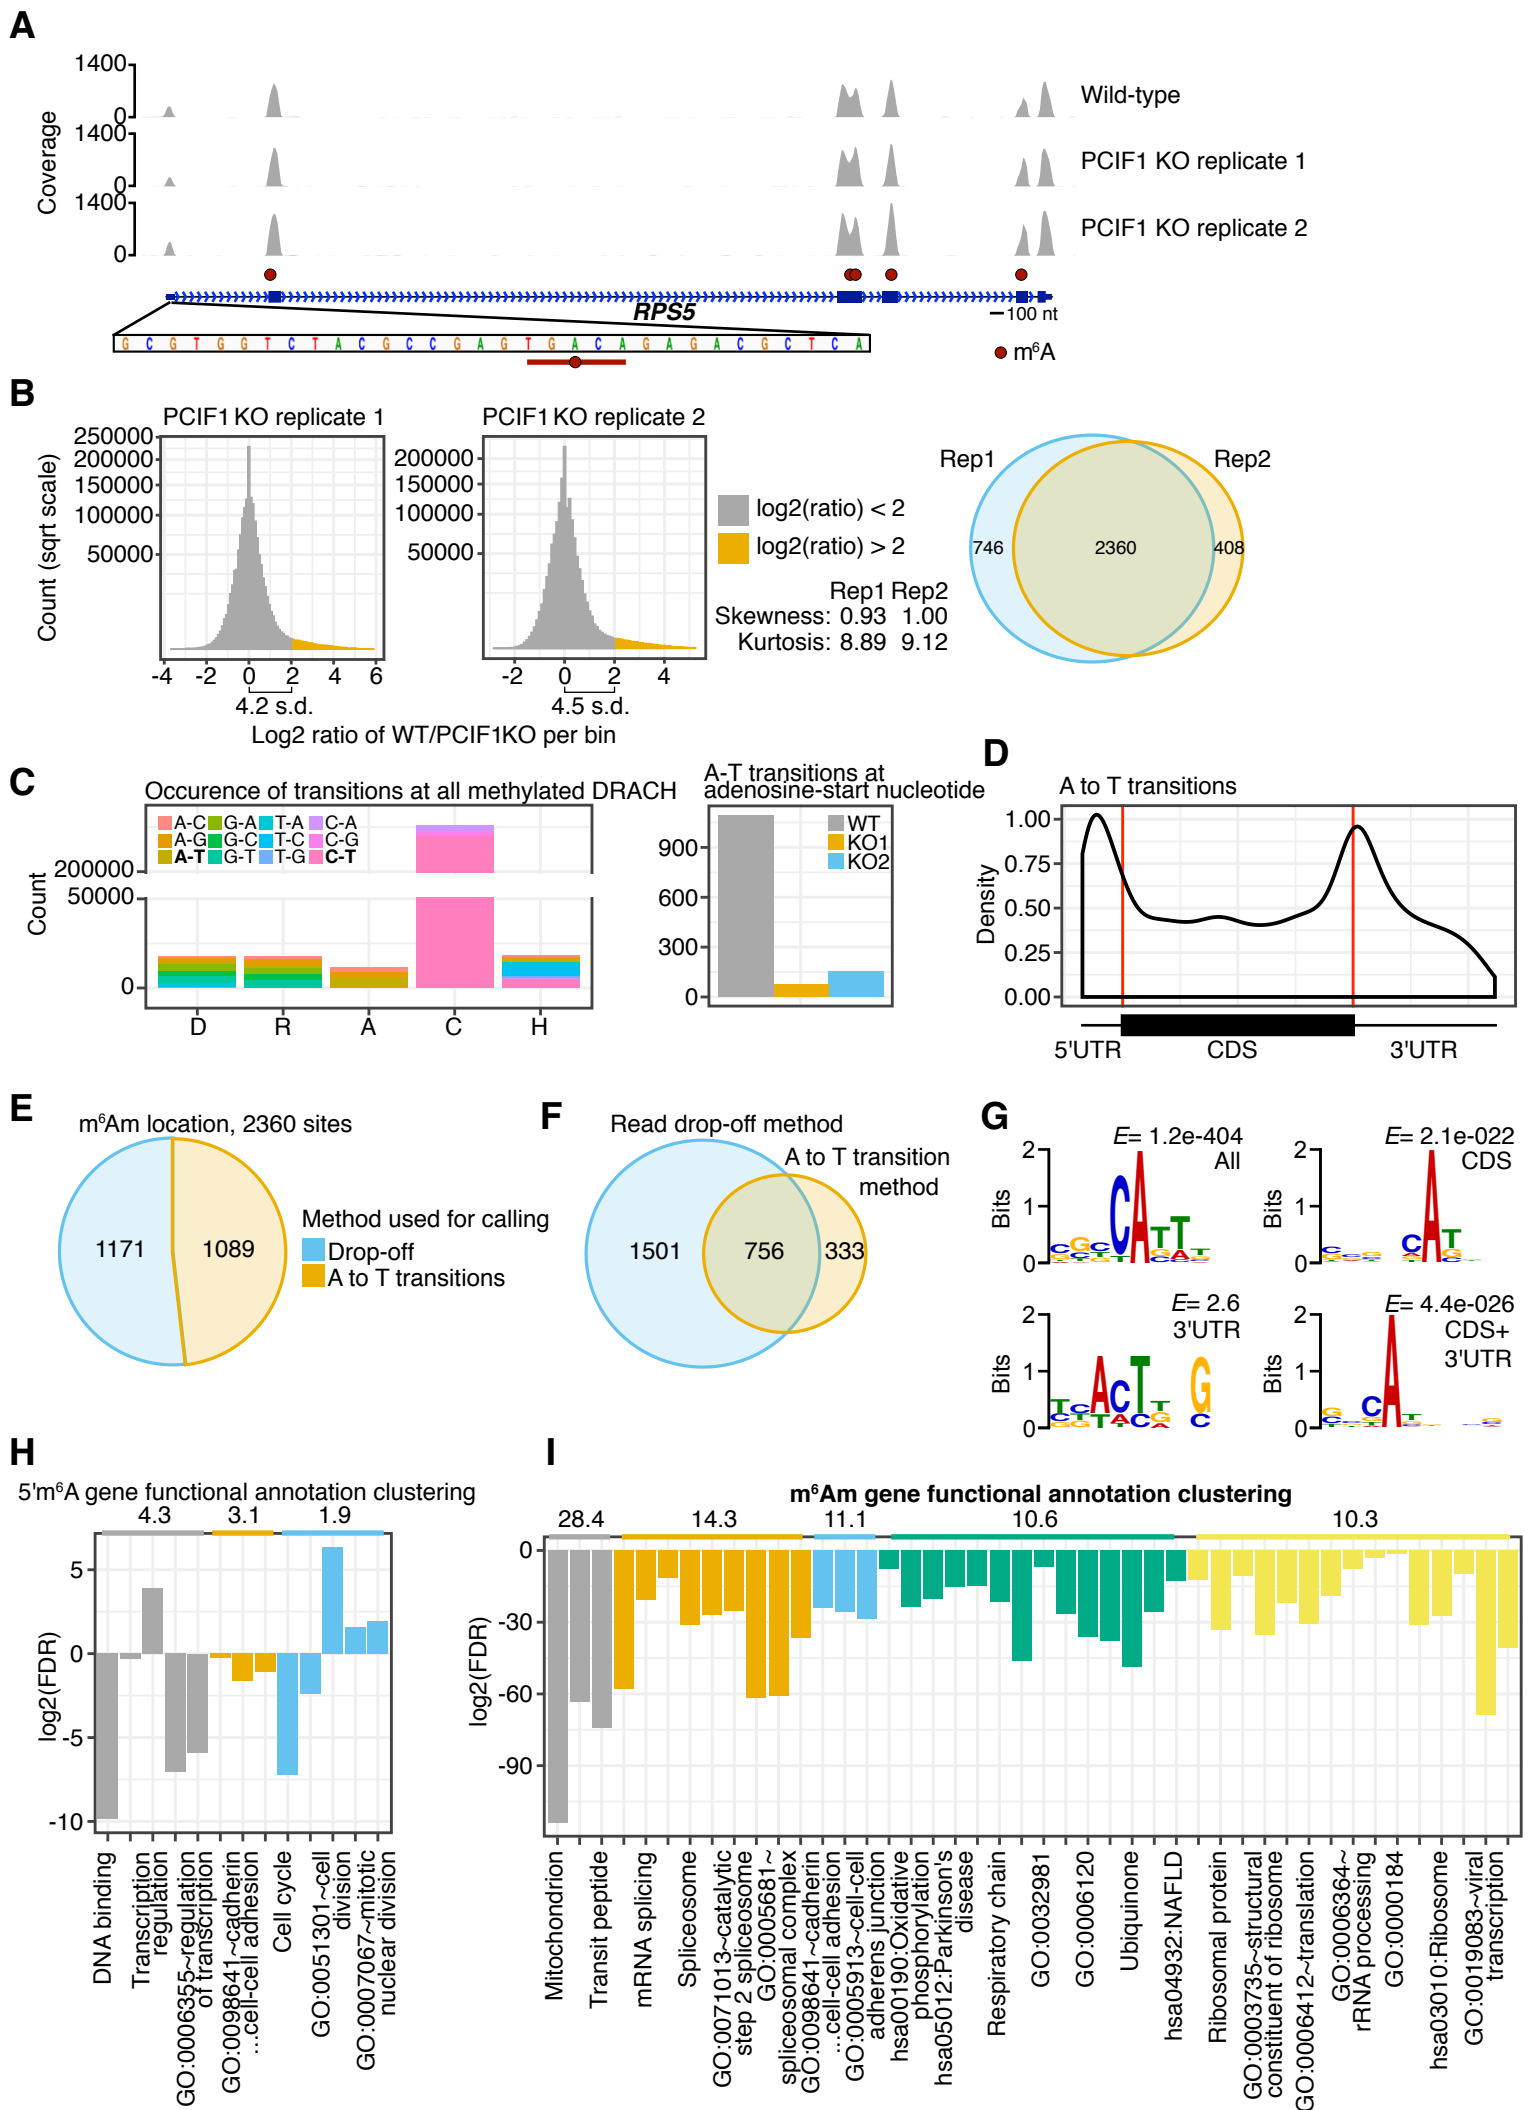 A
Coverage
1400
0
Wild-type
1400
0
PCIF1 KO replicate 1
1400
0
PCIF1 KO replicate 2
RPS5
100 nt
G C G T G G T C T A C G C C G A G T G A C A G A G A C G C T C A
m⁶A
B
PCIF1 KO replicate 1
PCIF1 KO replicate 2
Count (sqrt scale)
250000
200000
150000
100000
50000
-4 -2 0 2 4 6
4.2 s.d.
200000
150000
100000
50000
-2 0 2 4
4.5 s.d.
Log2 ratio of WT/PCIF1KO per bin
log2(ratio) < 2
log2(ratio) > 2
Rep1 Rep2
Skewness: 0.93 1.00
Kurtosis: 8.89 9.12
Rep1
Rep2
746
2360
408
C
Occurence of transitions at all methylated DRACH
A-C G-A T-A C-A
A-G G-C T-C C-G
A-T G-T T-G C-T
Count
200000
50000
0
D R A C H
A-T transitions at
adenosine-start nucleotide
WT
KO1
KO2
900
600
300
0
D
A to T transitions
Density
1.00
0.75
0.50
0.25
0.00
5'UTR
CDS
3'UTR
E
m⁶Am location, 2360 sites
1171
1089
Method used for calling
Drop-off
A to T transitions
F
Read drop-off method
A to T transition
method
1501
756
333
G
E= 1.2e-404
All
Bits
2
1
0
E= 2.1e-022
CDS
Bits
2
1
0
E= 2.6
3'UTR
Bits
2
1
0
E= 4.4e-026
CDS+
3'UTR
Bits
2
1
0
H
5'm⁶A gene functional annotation clustering
4.3 3.1 1.9
log2(FDR)
5
0
-5
-10
DNA binding
Transcription
regulation
GO:0006355~regulation
of transcription
GO:0098641~cadherin
...cell-cell adhesion
Cell cycle
GO:0051301~cell
division
GO:0007067~mitotic
nuclear division
I
m⁶Am gene functional annotation clustering
28.4 14.3 11.1 10.6 10.3
log2(FDR)
0
-30
-60
-90
Mitochondrion
Transit peptide
mRNA splicing
Spliceosome
GO:0071013~catalytic
step 2 spliceosome
GO:0005681~
spliceosomal complex
GO:0098641~cadherin
...cell-cell adhesion
GO:0005913~cell-cell
adherens junction
hsa00190:Oxidative
phosphorylation
hsa05012:Parkinson's
disease
Respiratory chain
GO:0032981
GO:0006120
Ubiquinone
hsa04932:NAFLD
Ribosomal protein
GO:0003735~structural
constituent of ribosome
GO:0006412~translation
GO:0006364~
rRNA processing
GO:0000184
hsa03010:Ribosome
GO:0019083~viral
transcription